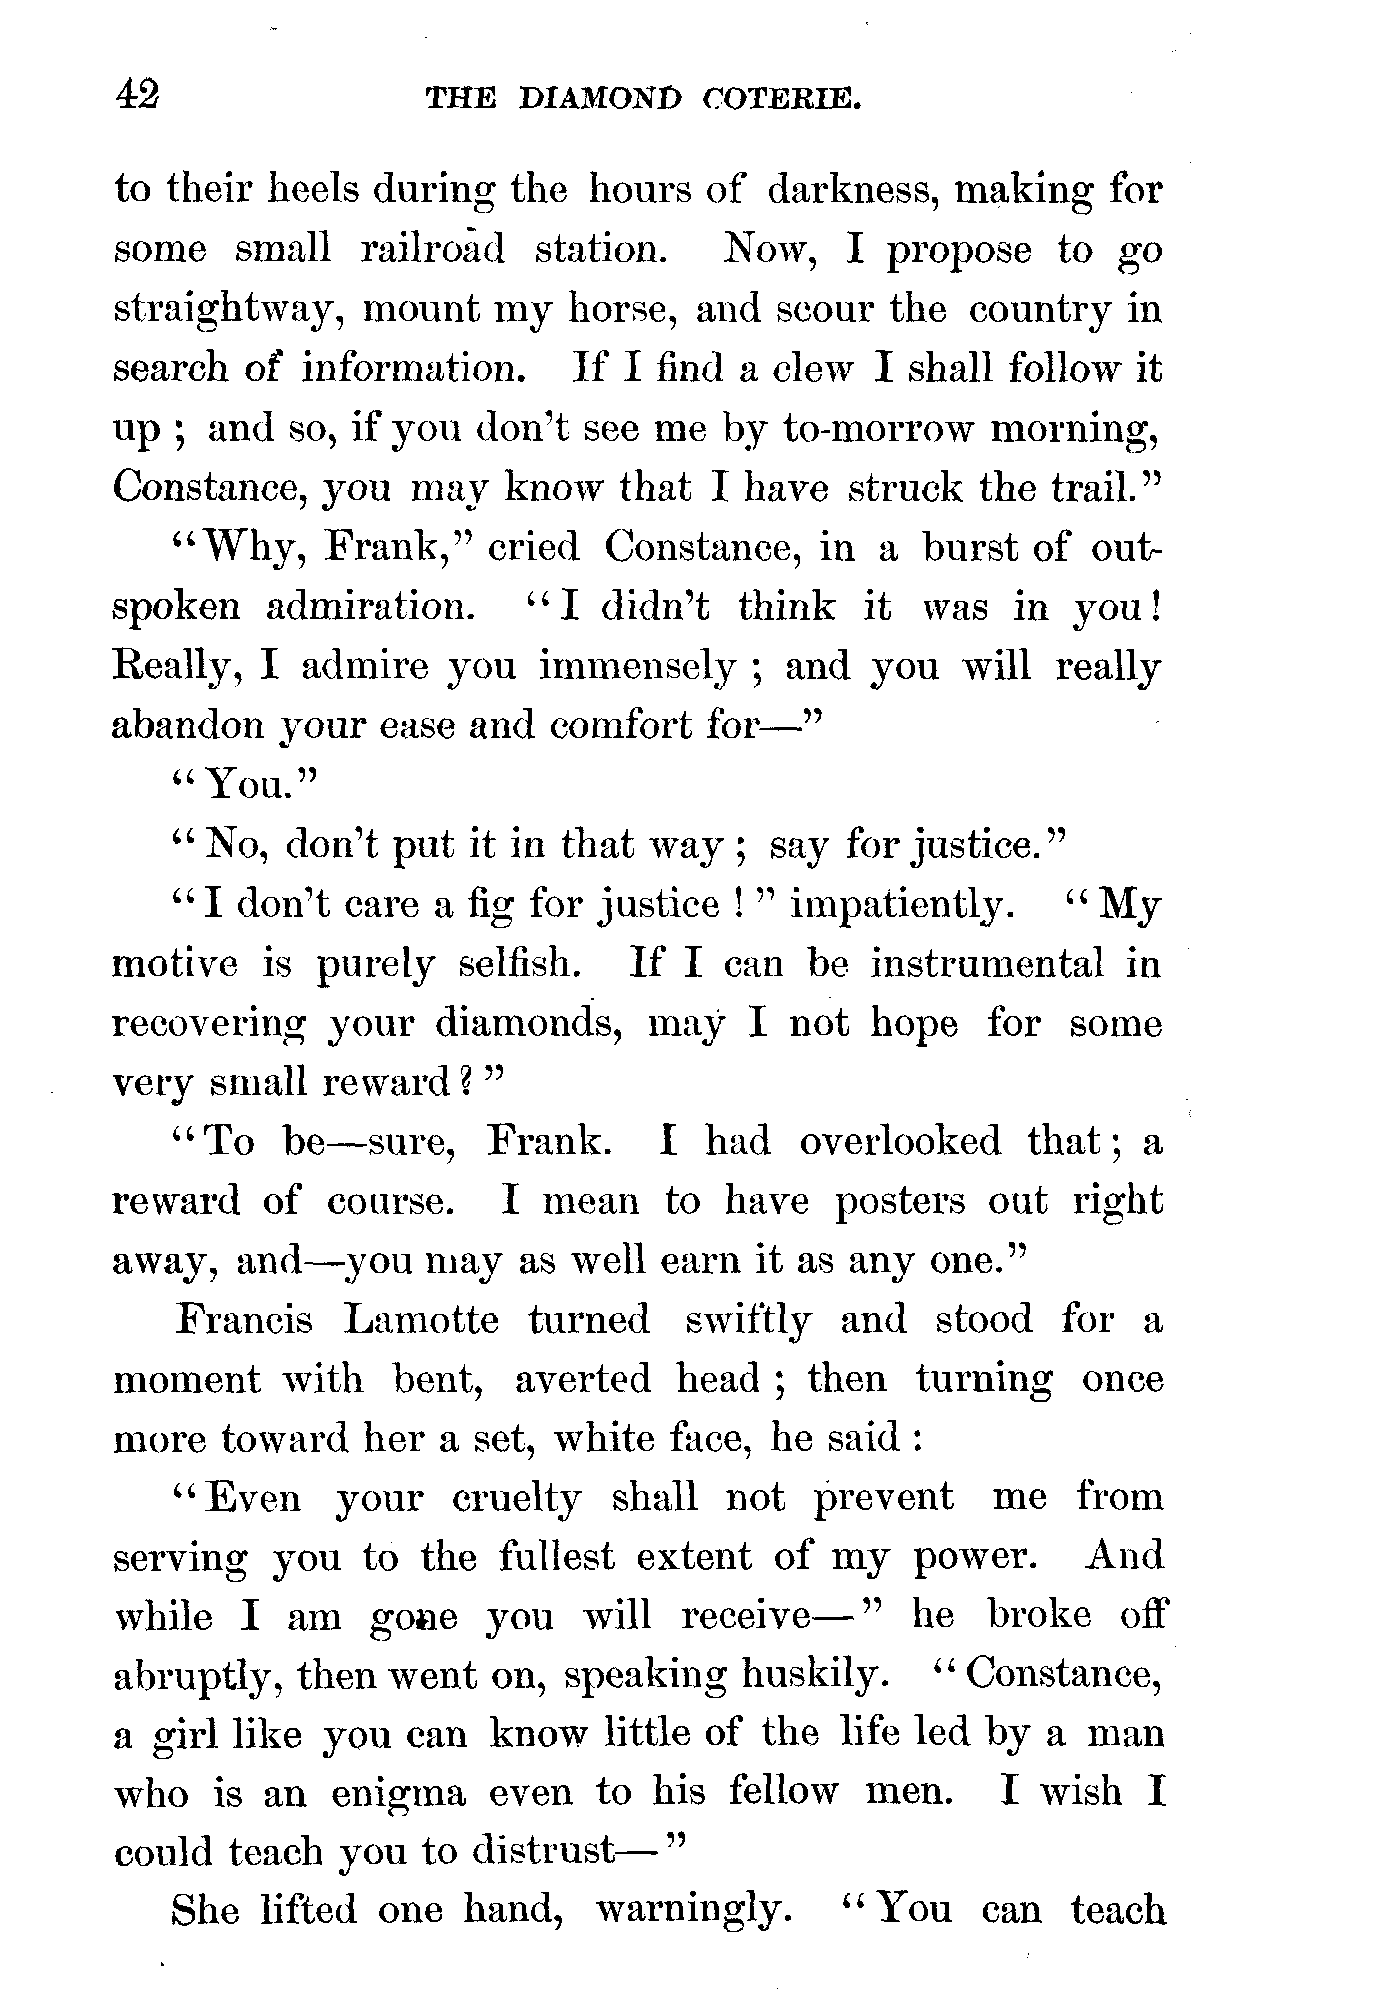 42 THE DIAMOND COTERIE.
to their heels during the hours of darkness, making for
some small railroad station. Now, I propose to go
straightway, mount my horse, and scour the country in
search of information. If I find a clew I shall follow it
up ; and so, if you don't see me by to-morrow morning,
Constance, you may know that I have struck the trail."
"Why, Frank," cried Constance, in a burst of out-
spoken admiration. "I didn't think it was in you!
Really, I admire you immensely ; and you will really
abandon your ease and comfort for—"
"You."
"No, don't put it in that way ; say for justice."
"I don't care a fig for justice ! " impatiently. "My
motive is purely selfish. If I can be instrumental in
recovering your diamonds, may I not hope for some
very small reward ? "
"To be—sure, Frank. I had overlooked that ; a
reward of course. I mean to have posters out right
away, and—you may as well earn it as any one."
Francis Lamotte turned swiftly and stood for a
moment with bent, averted head ; then turning once
more toward her a set, white face, he said :
"Even your cruelty shall not prevent me from
serving you to the fullest extent of my power. And
while I am gone you will receive— " he broke off
abruptly, then went on, speaking huskily. "Constance,
a girl like you can know little of the life led by a man
who is an enigma even to his fellow men. I wish I
could teach you to distrust— "
She lifted one hand, warningly. "You can teach